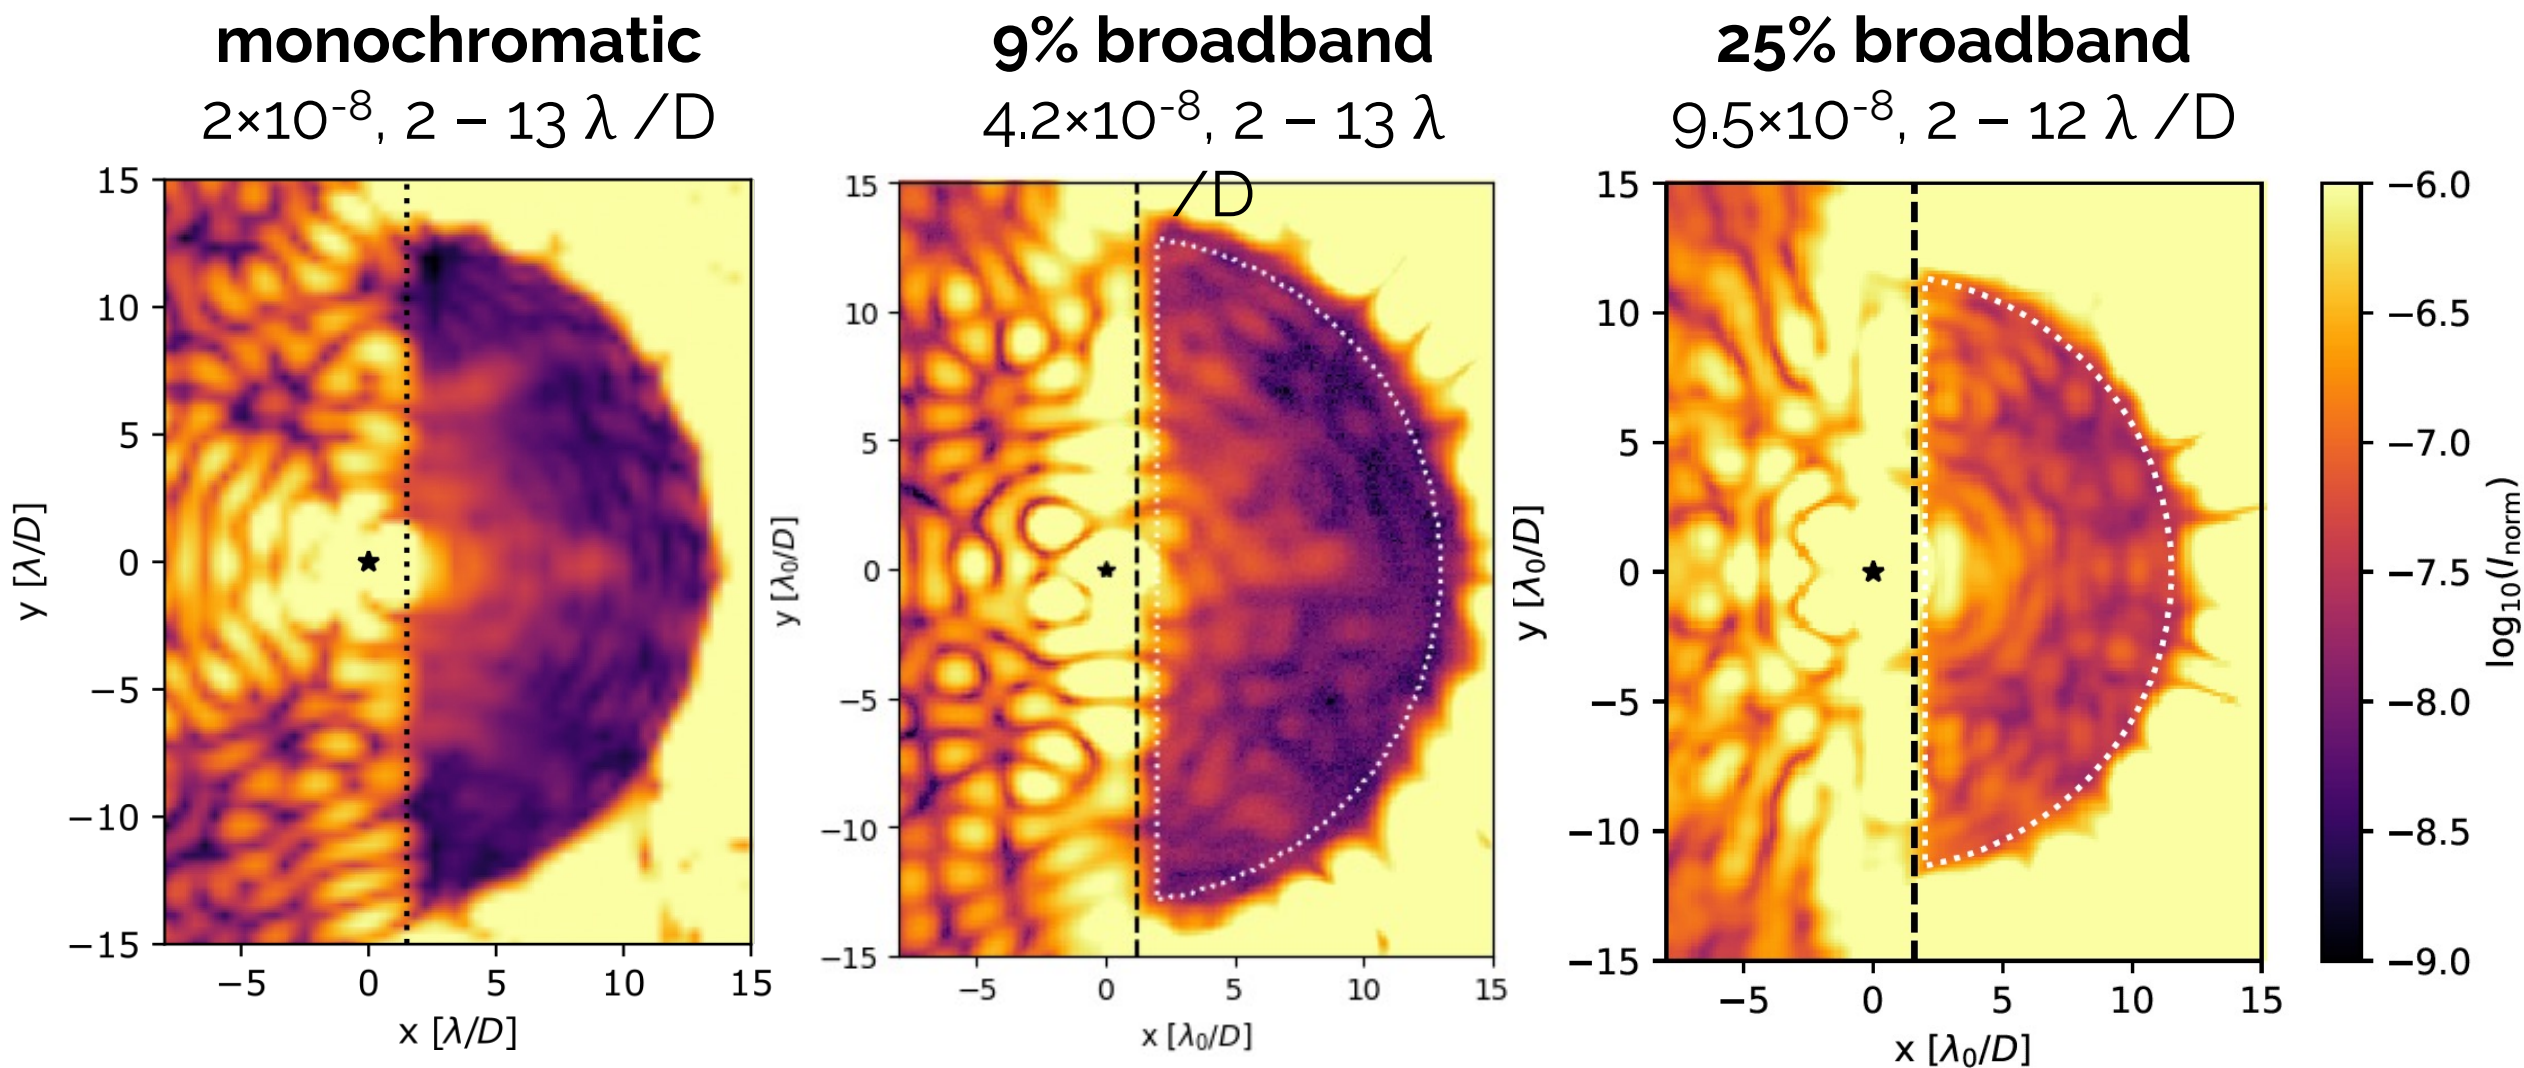 monochromatic
2×10⁻⁸, 2 – 13 λ /D
9% broadband
4.2×10⁻⁸, 2 – 13 λ
/D
25% broadband
9.5×10⁻⁸, 2 – 12 λ /D
15
10
5
0
−5
−10
−15
y [λ/D]
−5 0 5 10 15
x [λ/D]
15
10
5
0
−5
−10
−15
y [λ₀/D]
−5 0 5 10 15
x [λ₀/D]
15
10
5
0
−5
−10
−15
y [λ₀/D]
−5 0 5 10 15
x [λ₀/D]
−6.0
−6.5
−7.0
−7.5
−8.0
−8.5
−9.0
log₁₀(Iₙₒᵣₘ)